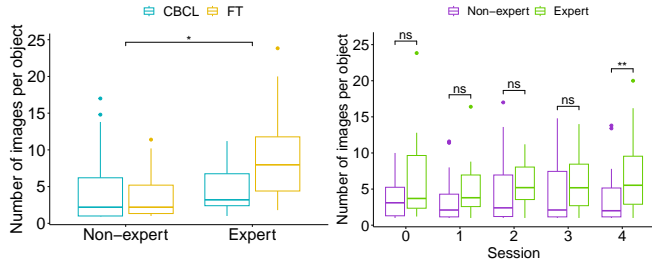 CBCL FT
Number of images per object
25
20
15
10
5
0
*
Non−expert Expert
Non−expert Expert
Number of images per object
25
20
15
10
5
0
ns
ns
ns
ns
**
0 1 2 3 4
Session